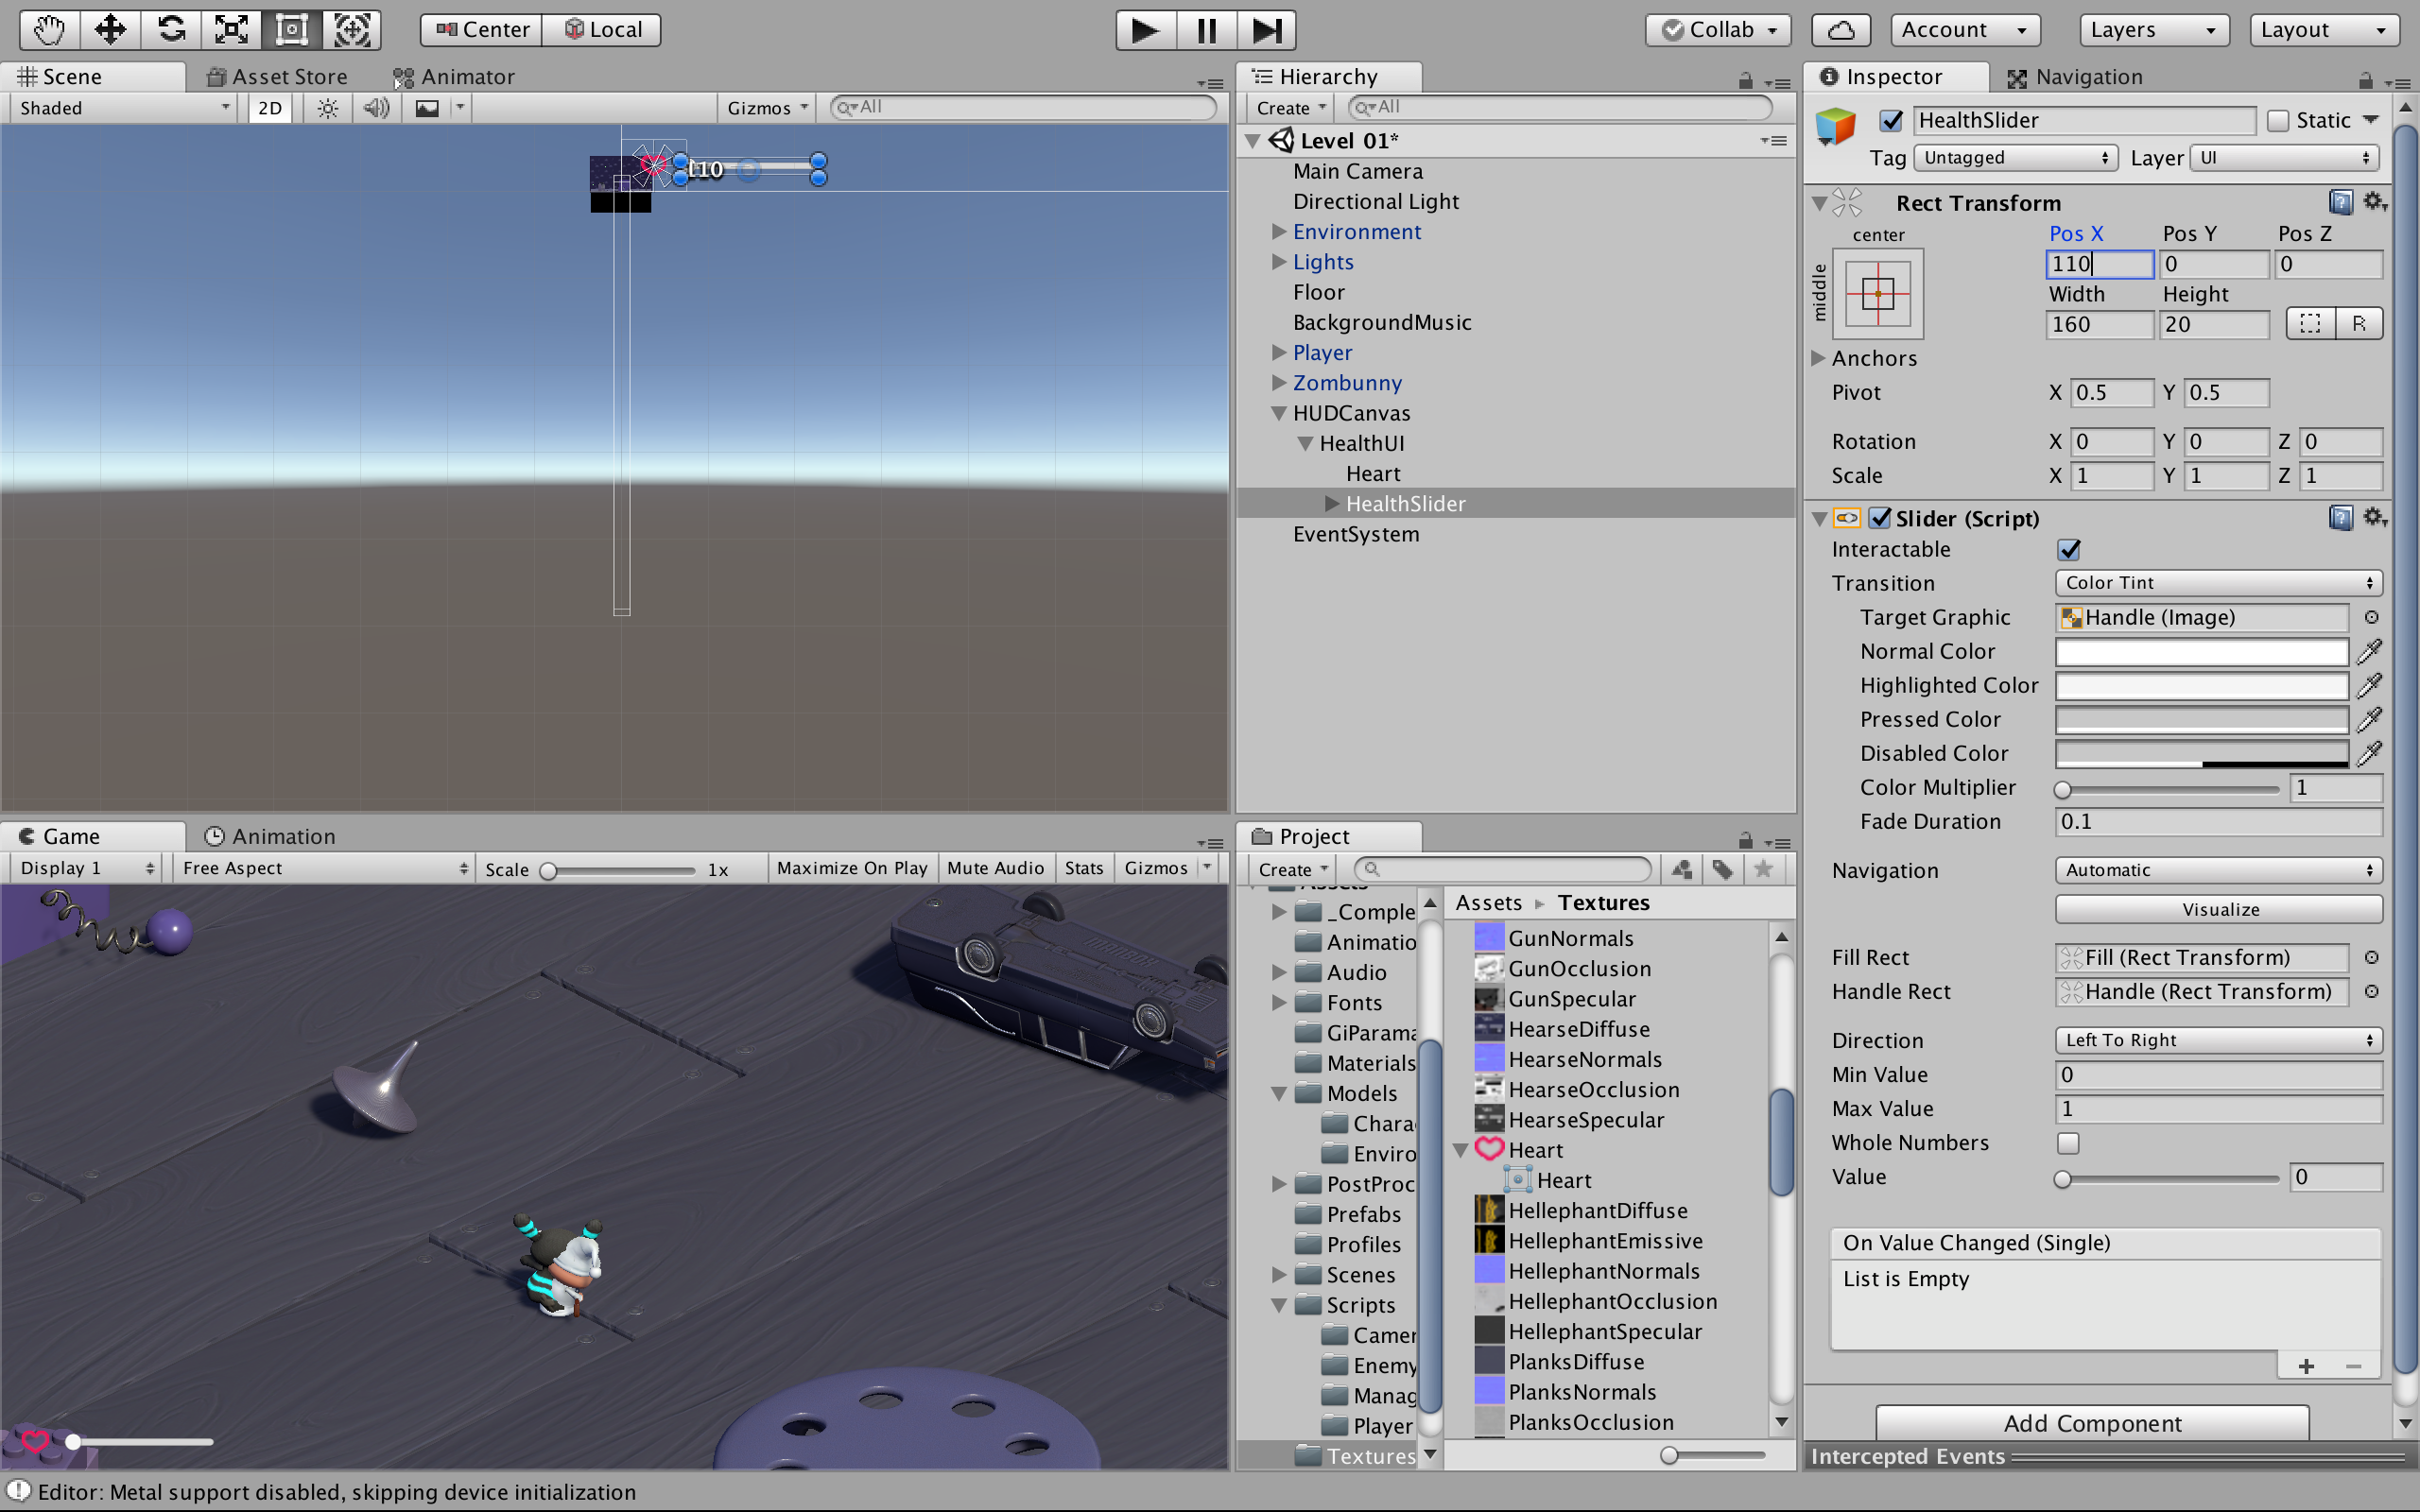 Center Local Collab Account Layers Layout
Scene Asset Store Animator
Shaded 2D Gizmos All
110
Hierarchy
Create All
Level 01*
Main Camera
Directional Light
Environment
Lights
Floor
BackgroundMusic
Player
Zombunny
HUDCanvas
HealthUI
Heart
HealthSlider
EventSystem
Inspector Navigation
HealthSlider Static
Tag Untagged Layer UI
Rect Transform
center Pos X Pos Y Pos Z
middle 110 0 0
Width Height
160 20 R
Anchors
Pivot X 0.5 Y 0.5
Rotation X 0 Y 0 Z 0
Scale X 1 Y 1 Z 1
Slider (Script)
Interactable
Transition Color Tint
Target Graphic Handle (Image)
Normal Color
Highlighted Color
Pressed Color
Disabled Color
Color Multiplier 1
Fade Duration 0.1
Navigation Automatic
Visualize
Fill Rect Fill (Rect Transform)
Handle Rect Handle (Rect Transform)
Direction Left To Right
Min Value 0
Max Value 1
Whole Numbers
Value 0
On Value Changed (Single)
List is Empty
+ −
Add Component
Intercepted Events
Game Animation
Display 1 Free Aspect Scale 1x Maximize On Play Mute Audio Stats Gizmos
Project
Create
Assets
_Comple
Animatio
Audio
Fonts
GiParama
Materials
Models
Chara
Enviro
PostProc
Prefabs
Profiles
Scenes
Scripts
Camer
Enemy
Manag
Player
Textures
Assets Textures
GunNormals
GunOcclusion
GunSpecular
HearseDiffuse
HearseNormals
HearseOcclusion
HearseSpecular
Heart
Heart
HellephantDiffuse
HellephantEmissive
HellephantNormals
HellephantOcclusion
HellephantSpecular
PlanksDiffuse
PlanksNormals
PlanksOcclusion
Editor: Metal support disabled, skipping device initialization